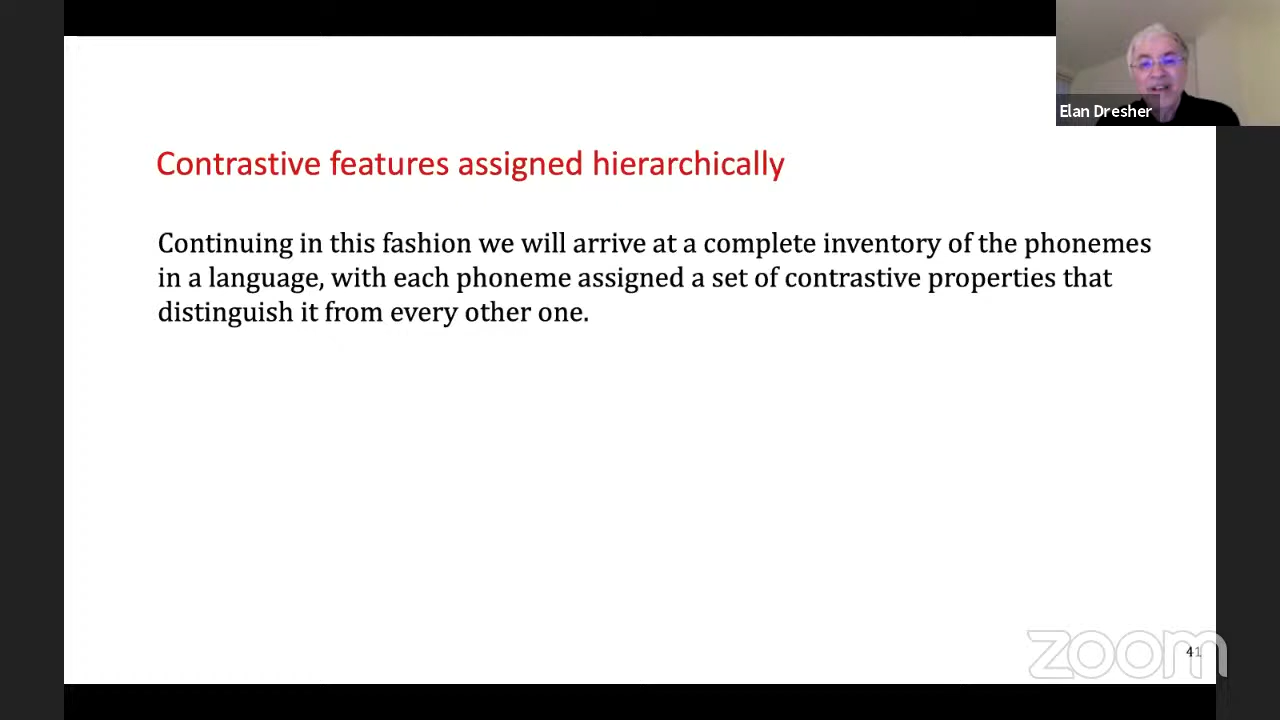 Elan Dresher
Contrastive features assigned hierarchically
Continuing in this fashion we will arrive at a complete inventory of the phonemes
in a language, with each phoneme assigned a set of contrastive properties that
distinguish it from every other one.
zoom
41